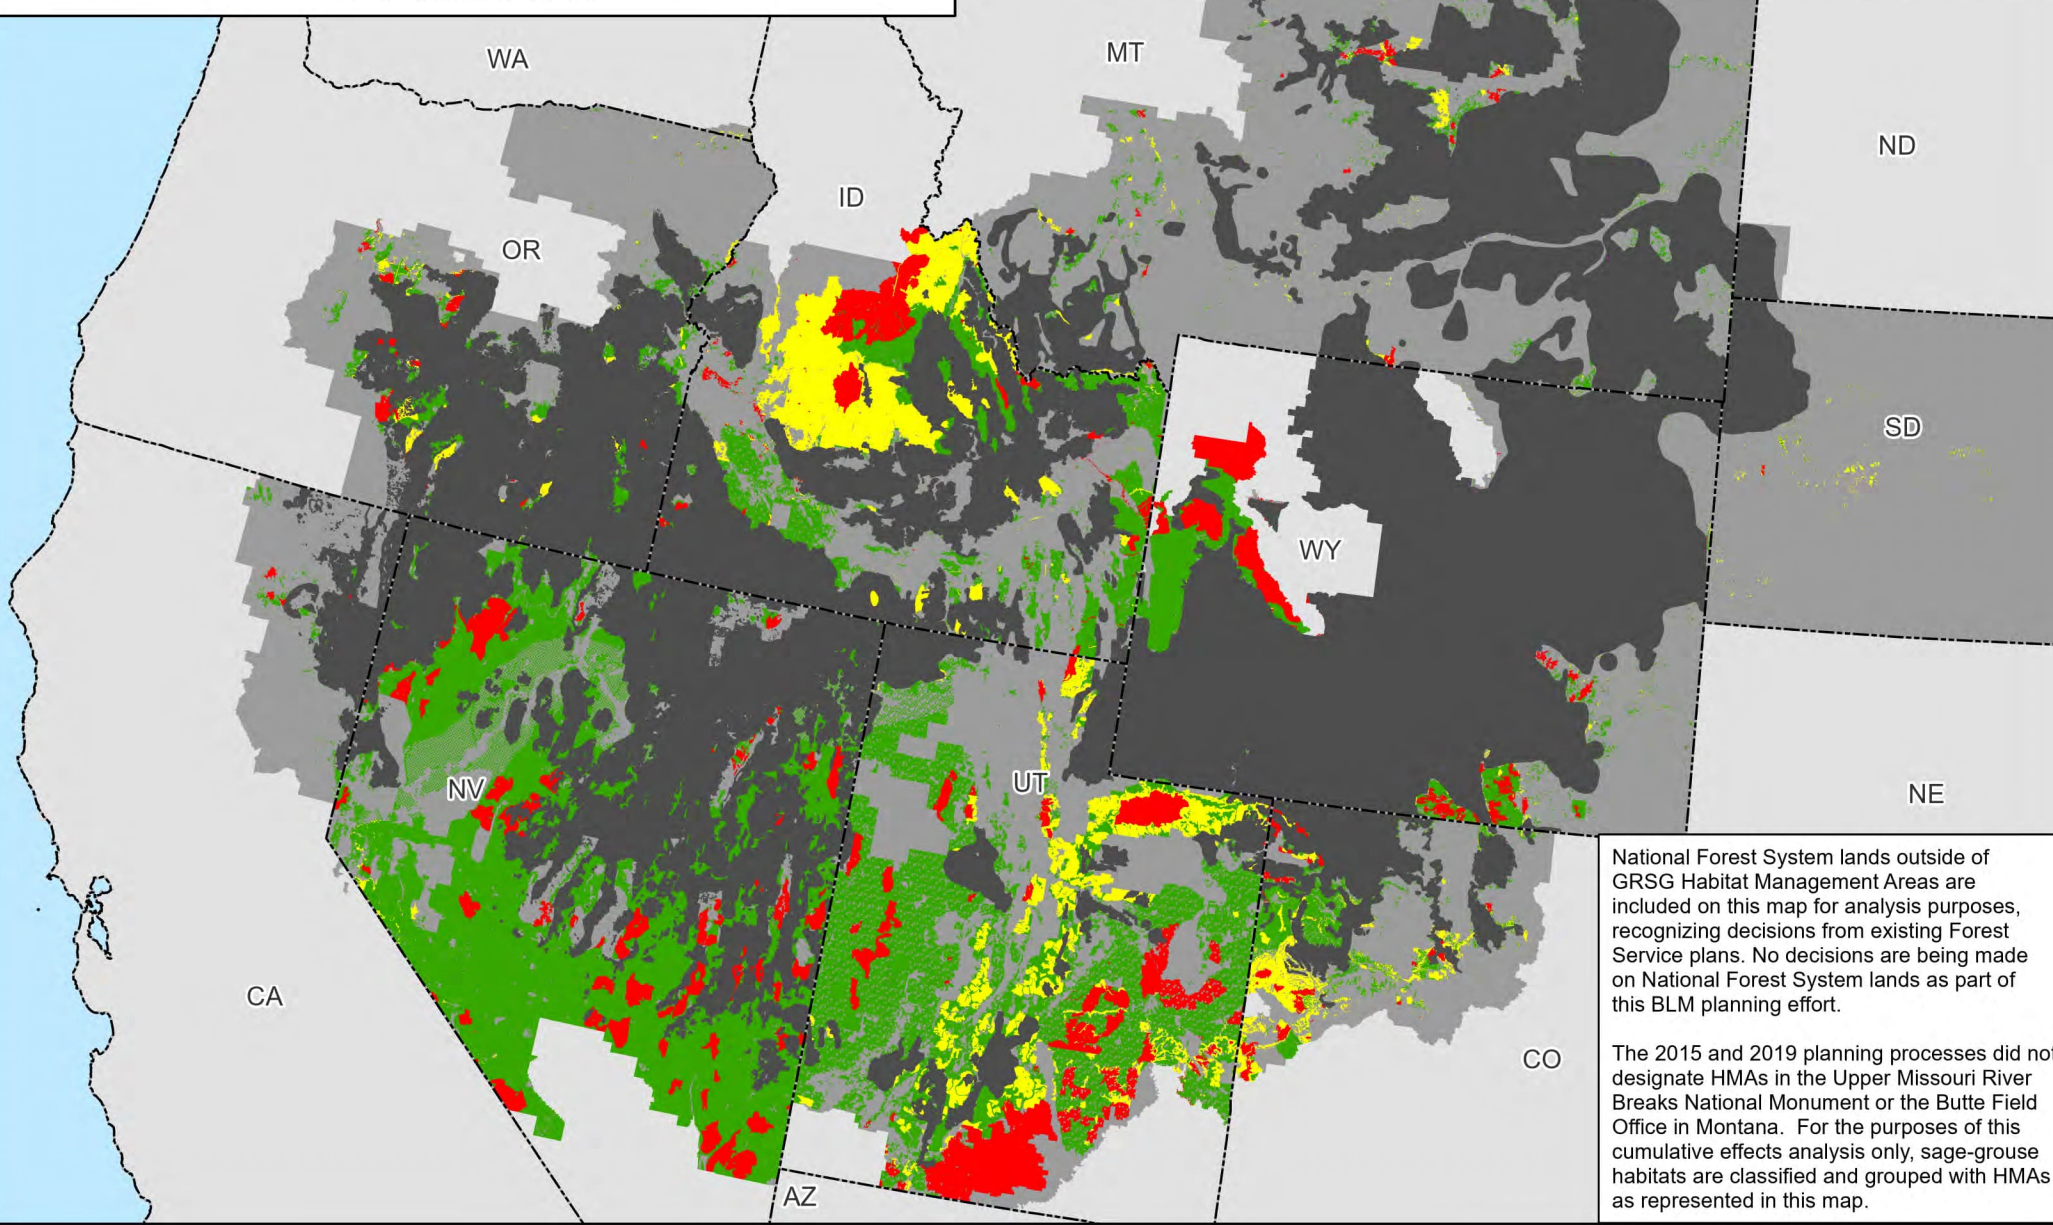 WA
MT
ND
ID
OR
SD
WY
NV
UT
NE
CA
CO
AZ
National Forest System lands outside of
GRSG Habitat Management Areas are
included on this map for analysis purposes,
recognizing decisions from existing Forest
Service plans. No decisions are being made
on National Forest System lands as part of
this BLM planning effort.
The 2015 and 2019 planning processes did not
designate HMAs in the Upper Missouri River
Breaks National Monument or the Butte Field
Office in Montana. For the purposes of this
cumulative effects analysis only, sage-grouse
habitats are classified and grouped with HMAs
as represented in this map.